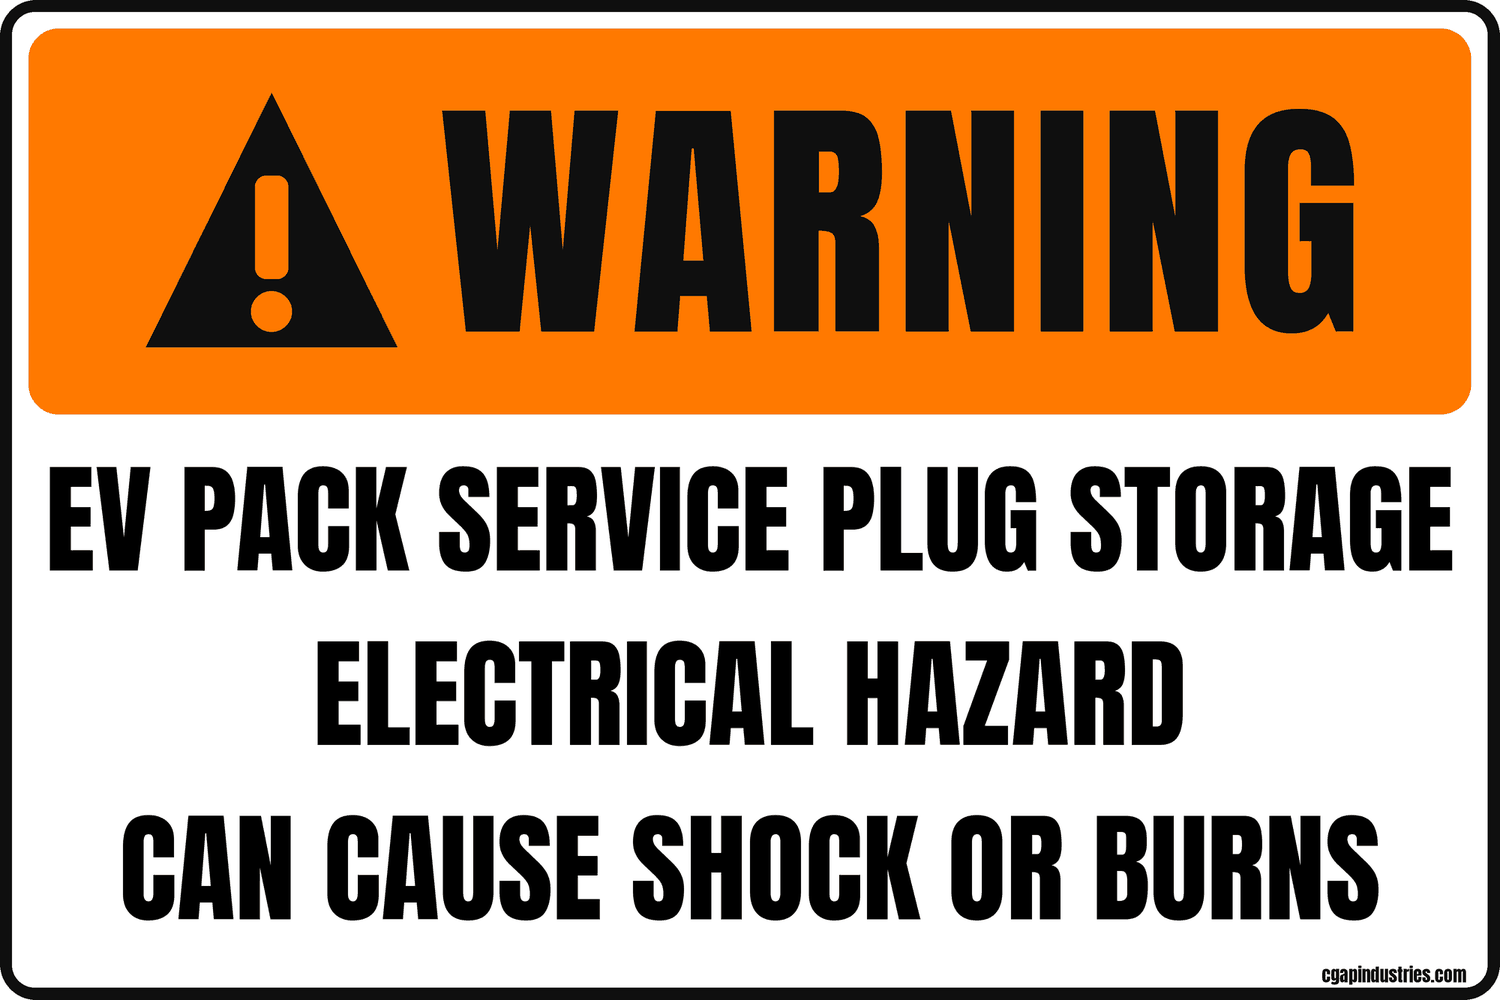 WARNING
EV PACK SERVICE PLUG STORAGE
ELECTRICAL HAZARD
CAN CAUSE SHOCK OR BURNS
cgapindustries.com